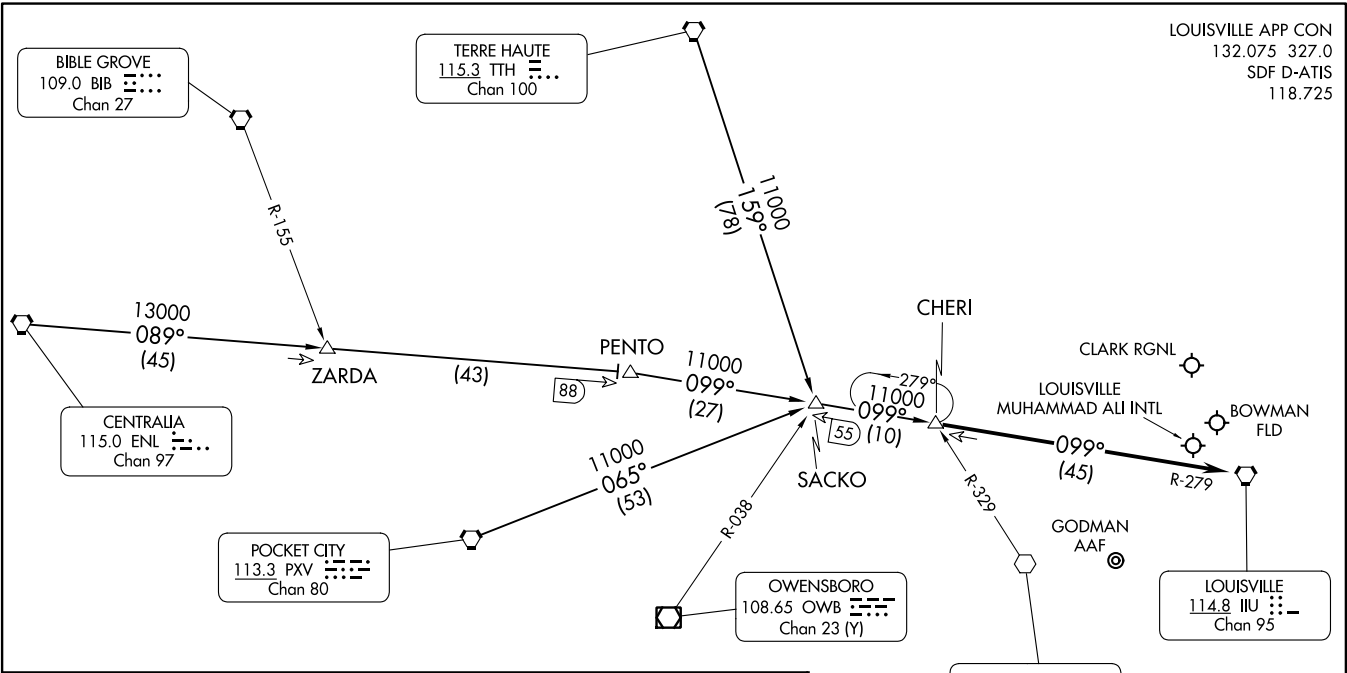 LOUISVILLE APP CON
132.075 327.0
SDF D-ATIS
118.725
BIBLE GROVE
109.0 BIB
Chan 27
TERRE HAUTE
115.3 TTH
Chan 100
R-155
11000
159°
(78)
13000
089°
(45)
ZARDA
(43)
PENTO
88
11000
099°
(27)
CHERI
279°
11000
099°
(10)
55
SACKO
CLARK RGNL
LOUISVILLE
MUHAMMAD ALI INTL
BOWMAN
FLD
099°
(45)
R-279
CENTRALIA
115.0 ENL
Chan 97
11000
065°
(53)
R-038
R-329
GODMAN
AAF
POCKET CITY
113.3 PXV
Chan 80
OWENSBORO
108.65 OWB
Chan 23 (Y)
LOUISVILLE
114.8 IIU
Chan 95